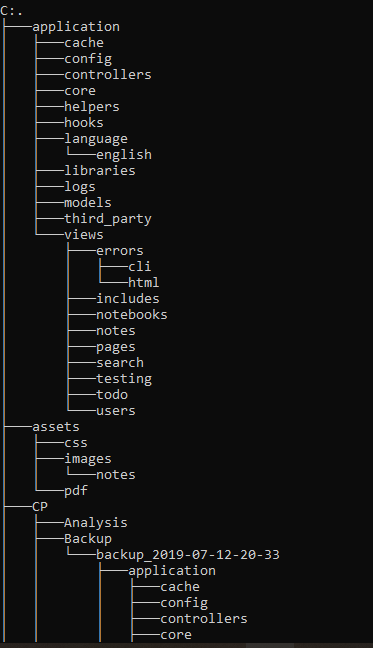 C:.
├───application
│   ├───cache
│   ├───config
│   ├───controllers
│   ├───core
│   ├───helpers
│   ├───hooks
│   ├───language
│   │   └───english
│   ├───libraries
│   ├───logs
│   ├───models
│   ├───third_party
│   └───views
│       ├───errors
│       │   ├───cli
│       │   └───html
│       ├───includes
│       ├───notebooks
│       ├───notes
│       ├───pages
│       ├───search
│       ├───testing
│       ├───todo
│       └───users
├───assets
│   ├───css
│   ├───images
│   │   └───notes
│   └───pdf
├───CP
│   ├───Analysis
│   ├───Backup
│   │   └───backup_2019-07-12-20-33
│   │       ├───application
│   │       │   ├───cache
│   │       │   ├───config
│   │       │   ├───controllers
│   │       │   ├───core